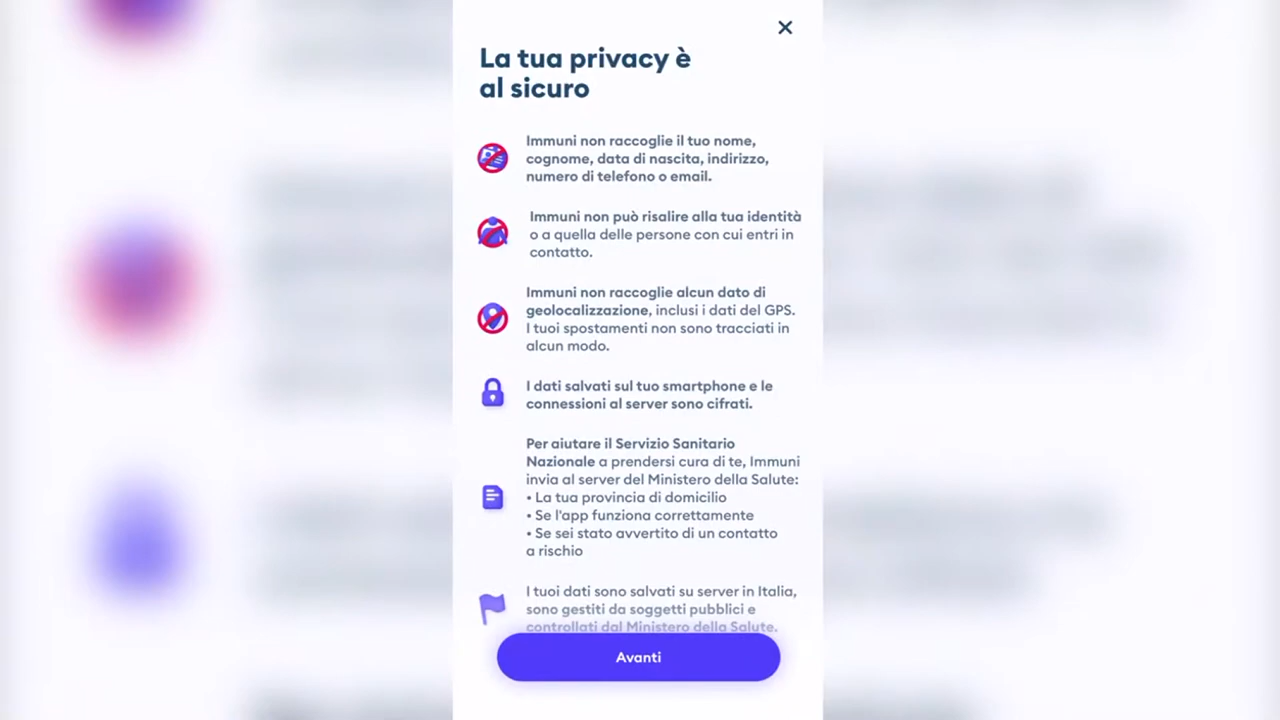 La tua privacy è
al sicuro
Immuni non raccoglie il tuo nome,
cognome, data di nascita, indirizzo,
numero di telefono o email.
Immuni non può risalire alla tua identità
o a quella delle persone con cui entri in
contatto.
Immuni non raccoglie alcun dato di
geolocalizzazione, inclusi i dati del GPS.
I tuoi spostamenti non sono tracciati in
alcun modo.
I dati salvati sul tuo smartphone e le
connessioni al server sono cifrati.
Per aiutare il Servizio Sanitario
Nazionale a prendersi cura di te, Immuni
invia al server del Ministero della Salute:
• La tua provincia di domicilio
• Se l'app funziona correttamente
• Se sei stato avvertito di un contatto
a rischio
I tuoi dati sono salvati su server in Italia,
sono gestiti da soggetti pubblici e
controllati dal Ministero della Salute.
Avanti